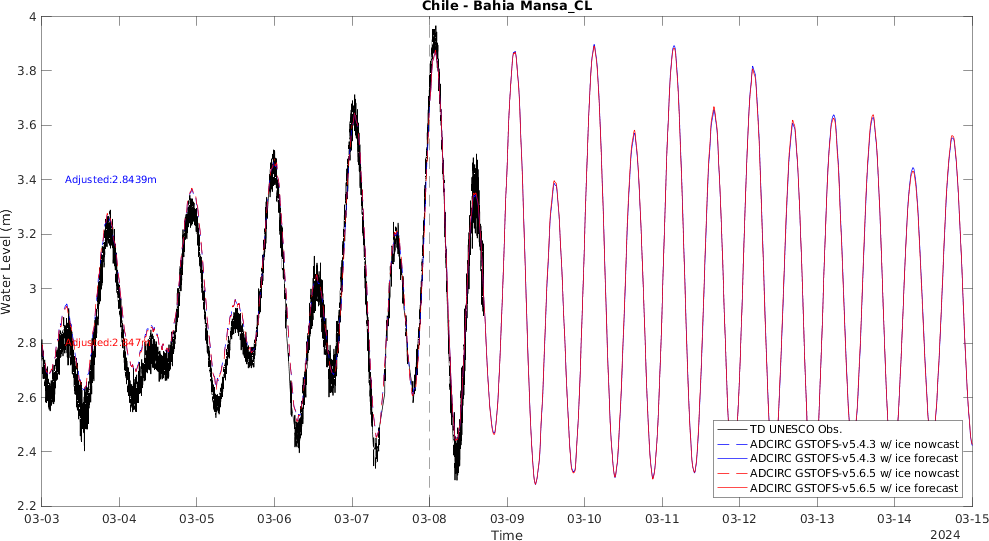 Chile - Bahia Mansa_CL
4
3.8
3.6
3.4
3.2
3
2.8
2.6
2.4
2.2
Water Level (m)
Adjusted:2.8439m
TD UNESCO Obs.
ADCIRC GSTOFS-v5.4.3 w/ ice nowcast
ADCIRC GSTOFS-v5.4.3 w/ ice forecast
ADCIRC GSTOFS-v5.6.5 w/ ice nowcast
ADCIRC GSTOFS-v5.6.5 w/ ice forecast
03-03 03-04 03-05 03-06 03-07 03-08 03-09 03-10 03-11 03-12 03-13 03-14 03-15
Time
2024